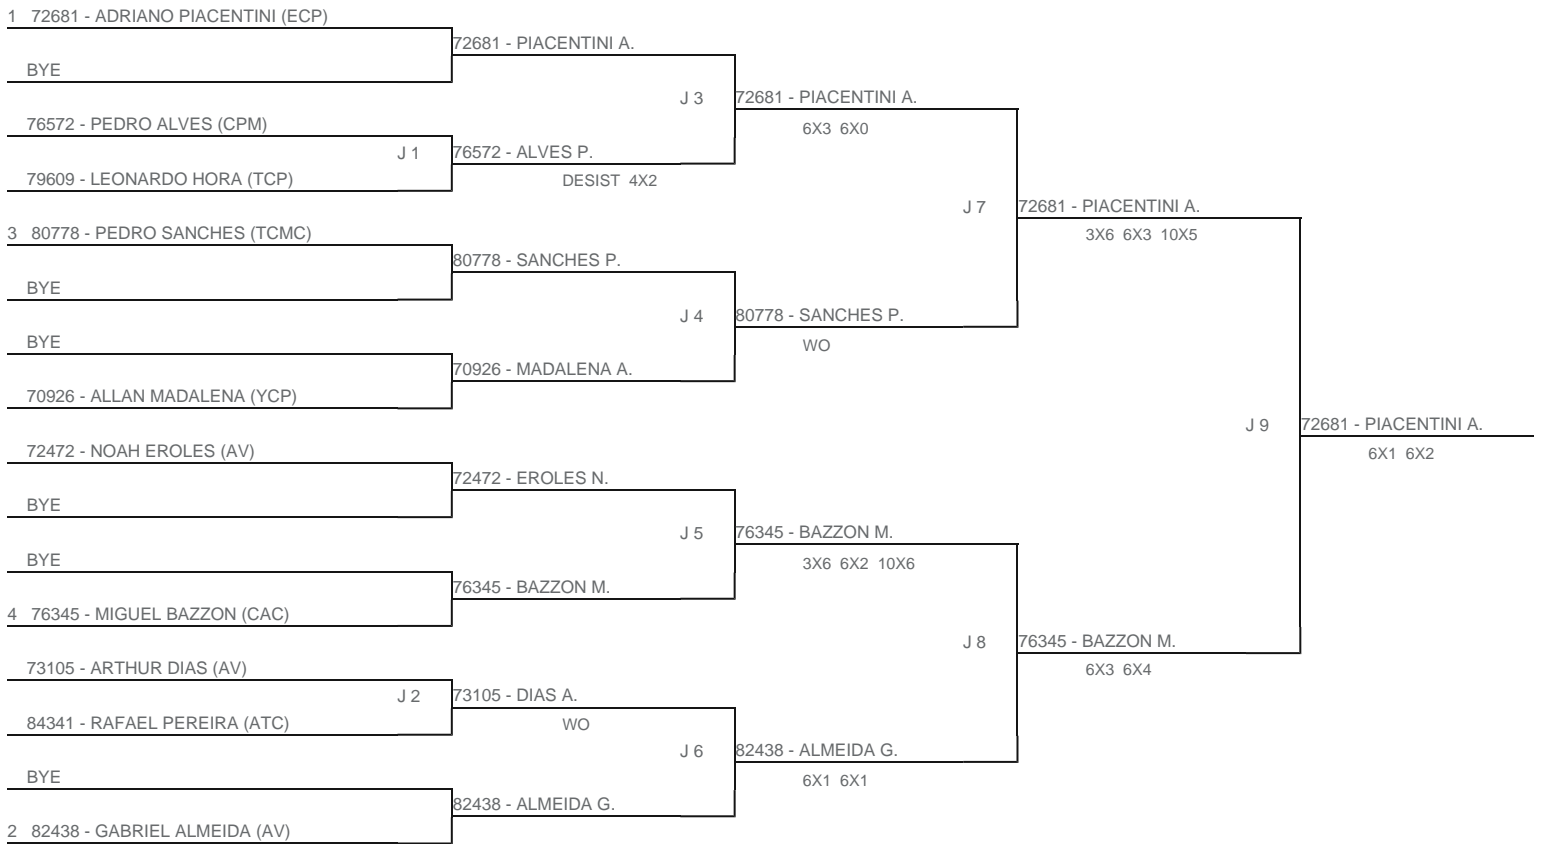 1 72681 - ADRIANO PIACENTINI (ECP)
72681 - PIACENTINI A.
BYE
J 3
72681 - PIACENTINI A.
6X3 6X0
76572 - PEDRO ALVES (CPM)
J 1
76572 - ALVES P.
DESIST 4X2
79609 - LEONARDO HORA (TCP)
J 7
72681 - PIACENTINI A.
3X6 6X3 10X5
3 80778 - PEDRO SANCHES (TCMC)
80778 - SANCHES P.
BYE
J 4
80778 - SANCHES P.
WO
BYE
70926 - MADALENA A.
70926 - ALLAN MADALENA (YCP)
J 9
72681 - PIACENTINI A.
6X1 6X2
72472 - NOAH EROLES (AV)
72472 - EROLES N.
BYE
J 5
76345 - BAZZON M.
3X6 6X2 10X6
BYE
76345 - BAZZON M.
4 76345 - MIGUEL BAZZON (CAC)
J 8
76345 - BAZZON M.
6X3 6X4
73105 - ARTHUR DIAS (AV)
J 2
73105 - DIAS A.
WO
84341 - RAFAEL PEREIRA (ATC)
J 6
82438 - ALMEIDA G.
6X1 6X1
BYE
82438 - ALMEIDA G.
2 82438 - GABRIEL ALMEIDA (AV)